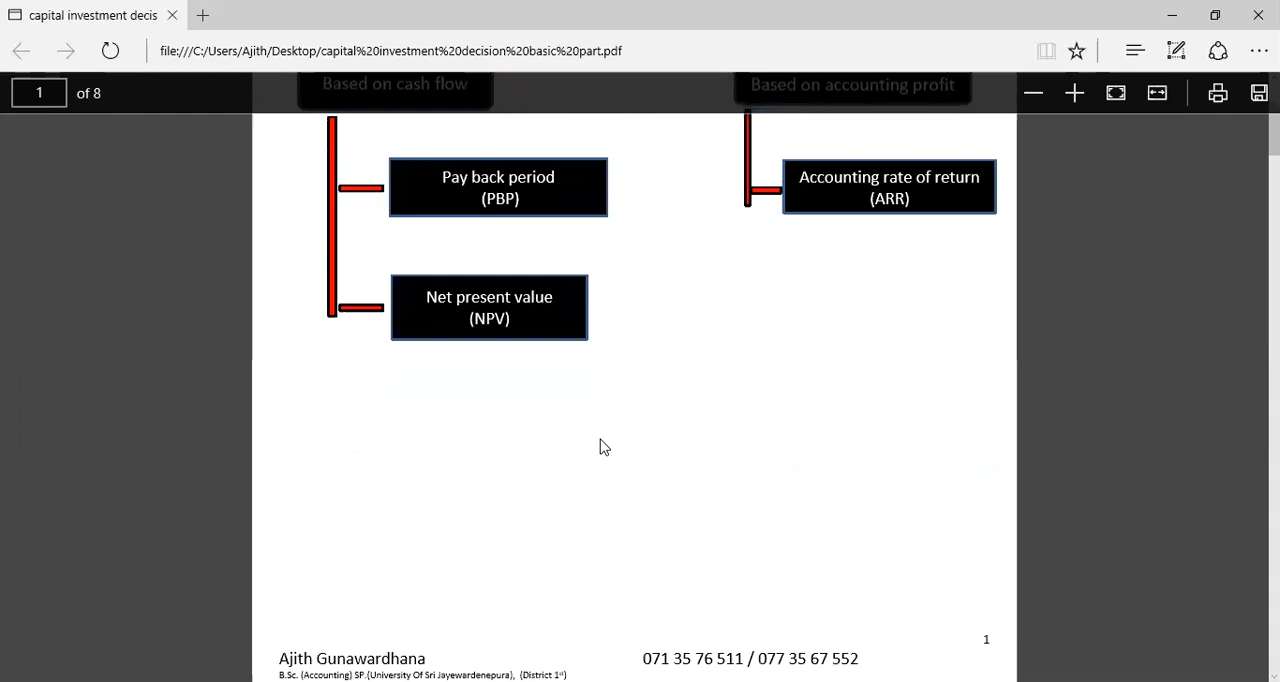 capital investment decis
file:///C:/Users/Ajith/Desktop/capital%20investment%20decision%20basic%20part.pdf
1 of 8
Based on cash flow
Based on accounting profit
Pay back period
(PBP)
Accounting rate of return
(ARR)
Net present value
(NPV)
1
Ajith Gunawardhana
071 35 76 511 / 077 35 67 552
B.Sc. (Accounting) SP.(University Of Sri Jayewardenepura), (District 1st)